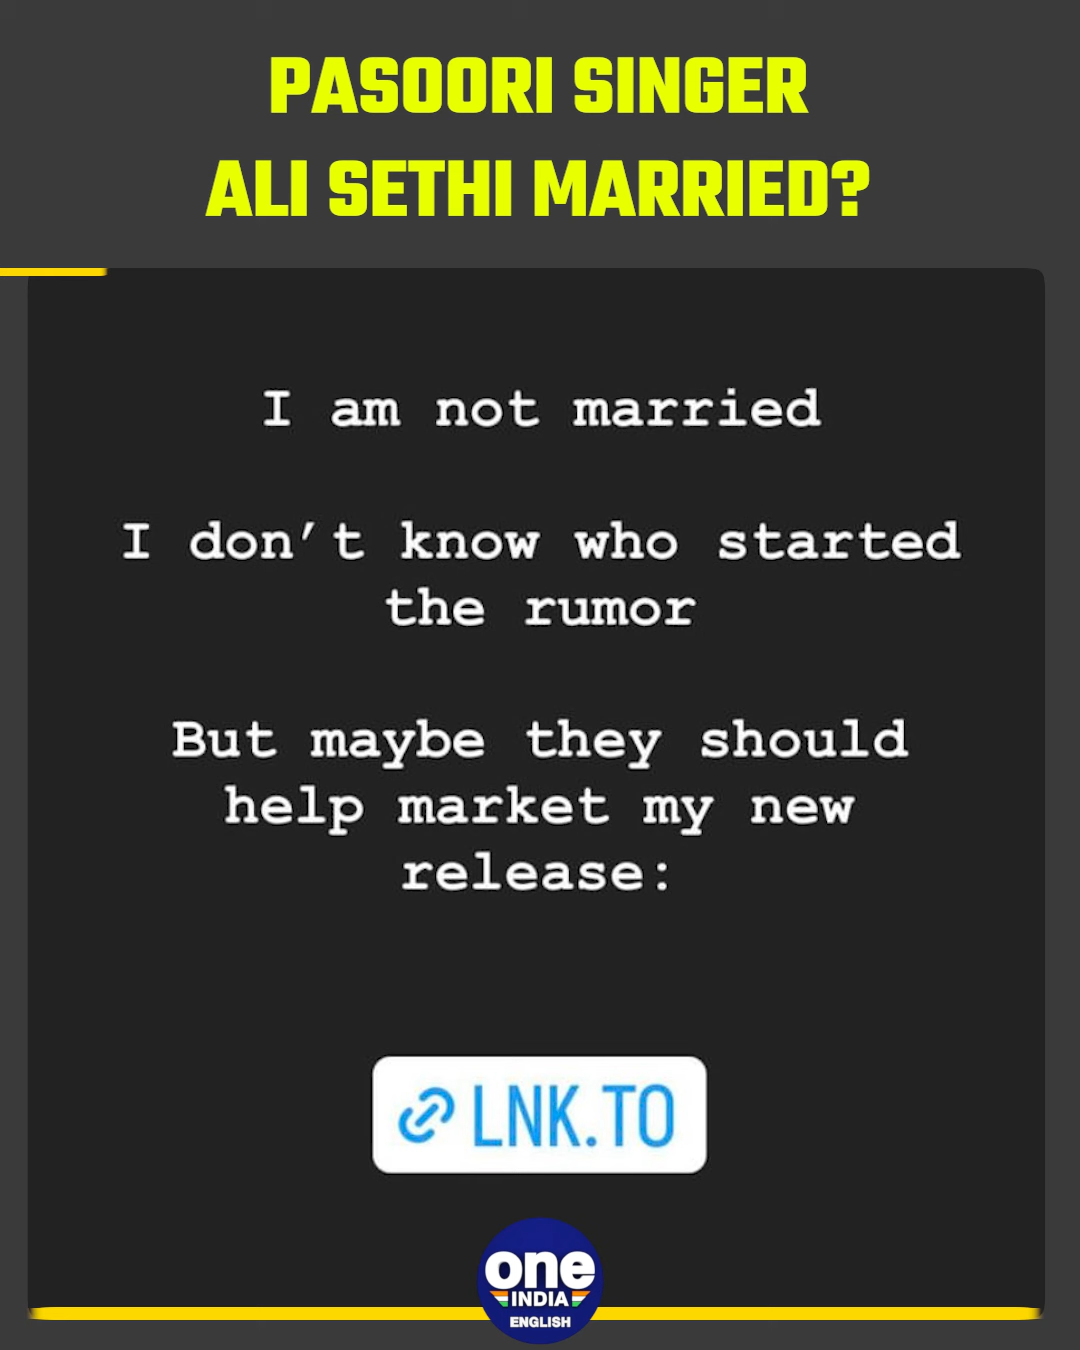 PASOORI SINGER
ALI SETHI MARRIED?
I am not married
I don’t know who started
the rumor
But maybe they should
help market my new
release:
LNK.TO
one
INDIA
ENGLISH